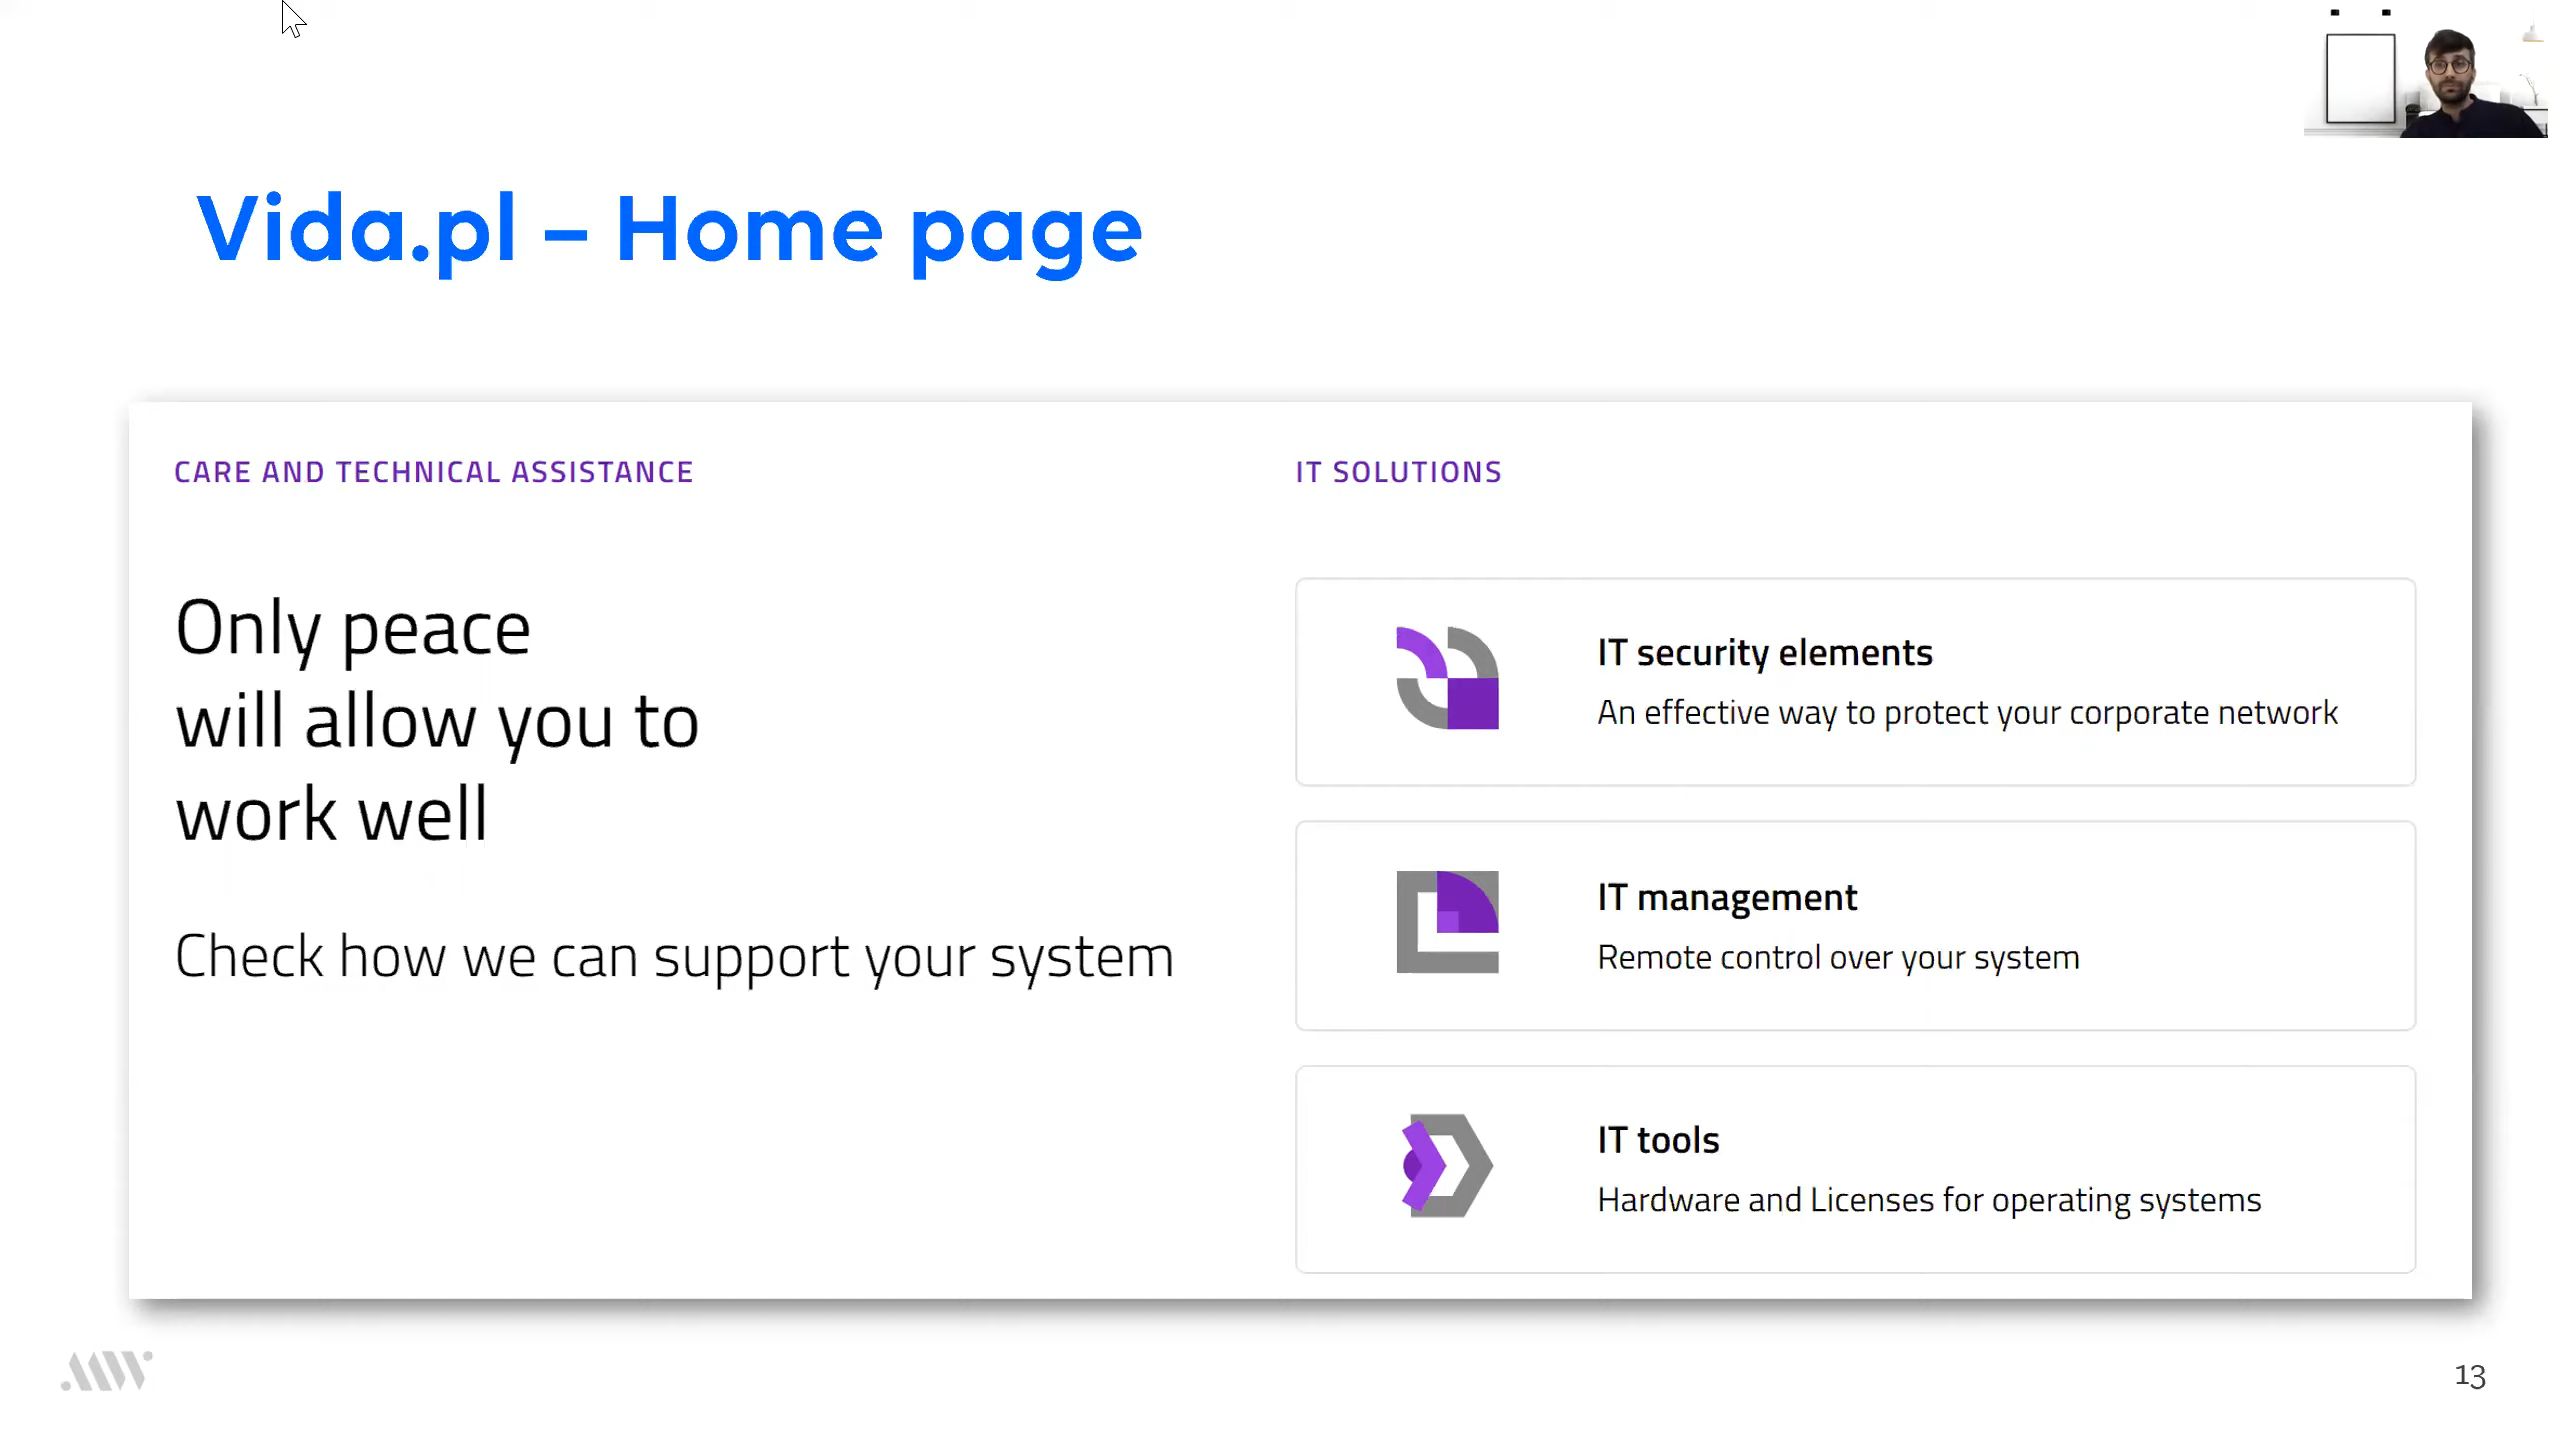 Vida.pl – Home page
CARE AND TECHNICAL ASSISTANCE
Only peace
will allow you to
work well
Check how we can support your system
IT SOLUTIONS
IT security elements
An effective way to protect your corporate network
IT management
Remote control over your system
IT tools
Hardware and Licenses for operating systems
13